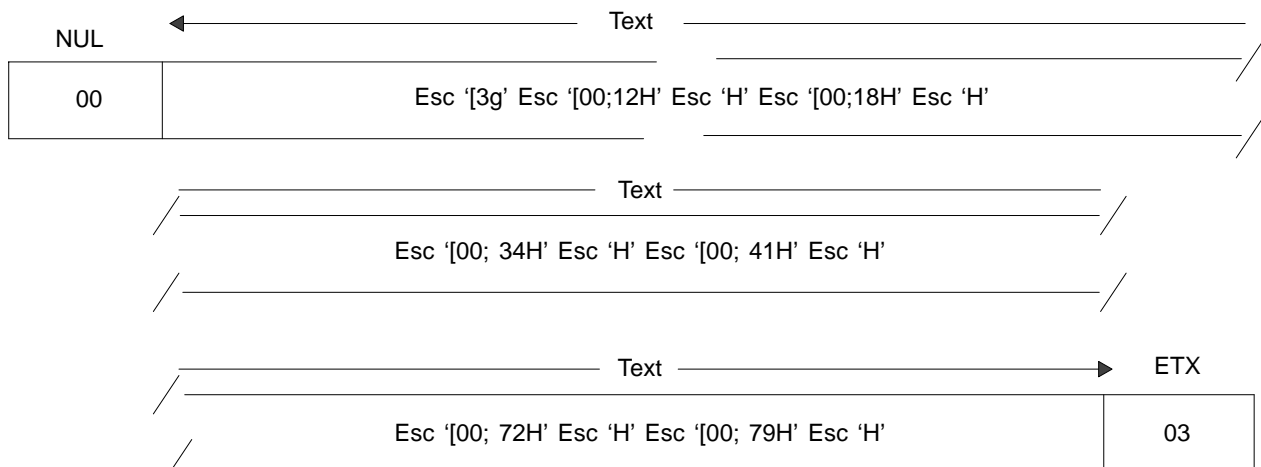 Text
NUL
00
Esc ‘[3g’ Esc ‘[00;12H’ Esc ‘H’ Esc ‘[00;18H’ Esc ‘H’
Text
Esc ‘[00; 34H’ Esc ‘H’ Esc ‘[00; 41H’ Esc ‘H’
Text
ETX
Esc ‘[00; 72H’ Esc ‘H’ Esc ‘[00; 79H’ Esc ‘H’
03